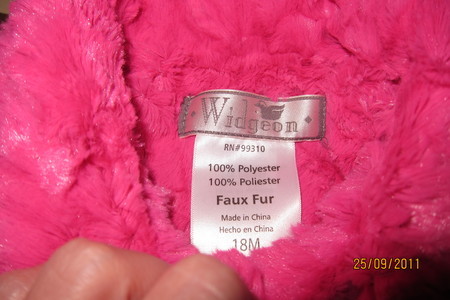 Widgeon
RN#99310
100% Polyester
100% Poliester
Faux Fur
Made in China
Hecho en China
18M
25/09/2011